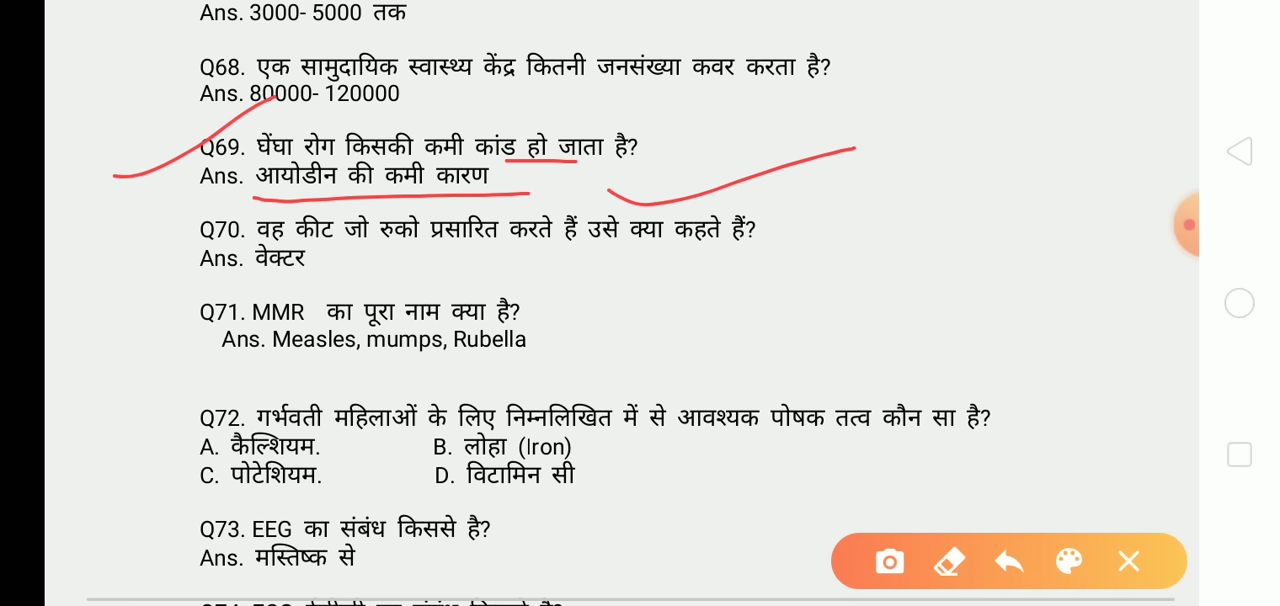 Ans. 3000- 5000 तक
Q68. एक सामुदायिक स्वास्थ्य केंद्र कितनी जनसंख्या कवर करता है?
Ans. 80000- 120000
Q69. घेंघा रोग किसकी कमी कांड हो जाता है?
Ans. आयोडीन की कमी कारण
Q70. वह कीट जो रुको प्रसारित करते हैं उसे क्या कहते हैं?
Ans. वेक्टर
Q71. MMR का पूरा नाम क्या है?
Ans. Measles, mumps, Rubella
Q72. गर्भवती महिलाओं के लिए निम्नलिखित में से आवश्यक पोषक तत्व कौन सा है?
A. कैल्शियम. B. लोहा (Iron)
C. पोटेशियम. D. विटामिन सी
Q73. EEG का संबंध किससे है?
Ans. मस्तिष्क से